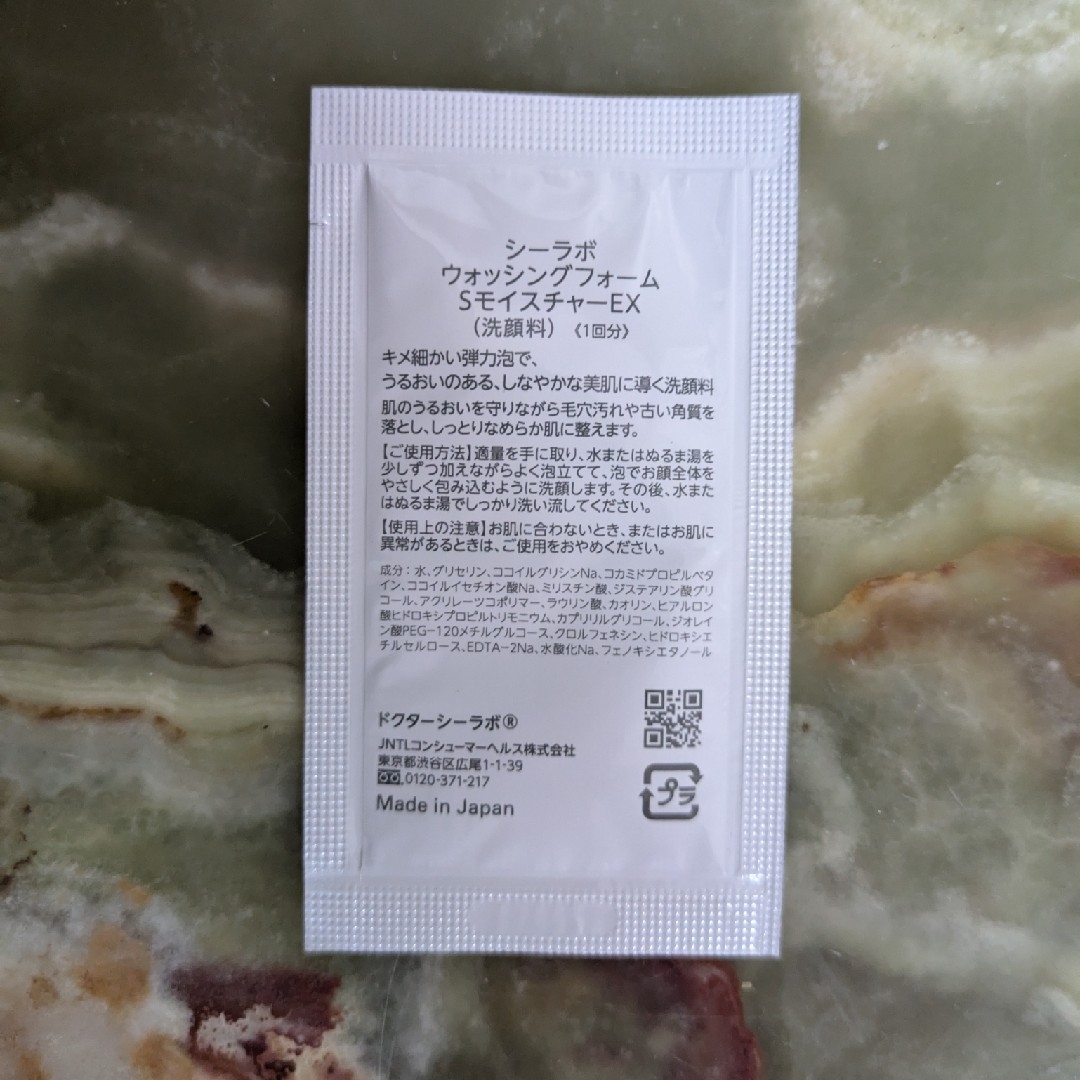 シーラボ
ウォッシングフォーム
SモイスチャーEX
(洗顔料) 《1回分》
キメ細かい弾力泡で、
うるおいのある、しなやかな美肌に導く洗顔料
肌のうるおいを守りながら毛穴汚れや古い角質を
落とし、しっとりなめらか肌に整えます。
【ご使用方法】適量を手に取り、水またはぬるま湯を
少しずつ加えながらよく泡立てて、泡でお顔全体を
やさしく包み込むように洗顔します。その後、水また
はぬるま湯でしっかり洗い流してください。
【使用上の注意】お肌に合わないとき、またはお肌に
異常があるときは、ご使用をおやめください。
成分：水、グリセリン、ココイルグリシンNa、コカミドプロピルベタ
イン、ココイルイセチオン酸Na、ミリスチン酸、ジステアリン酸グリ
コール、アクリレーツコポリマー、ラウリン酸、カオリン、ヒアルロン
酸ヒドロキシプロピルトリモニウム、カプリリルグリコール、ジオレイ
ン酸PEG-120メチルグルコース、クロルフェネシン、ヒドロキシエ
チルセルロース、EDTA-2Na、水酸化Na、フェノキシエタノール
ドクターシーラボ®
JNTLコンシューマーヘルス株式会社
東京都渋谷区広尾1-1-39
0120-371-217
Made in Japan
プラ